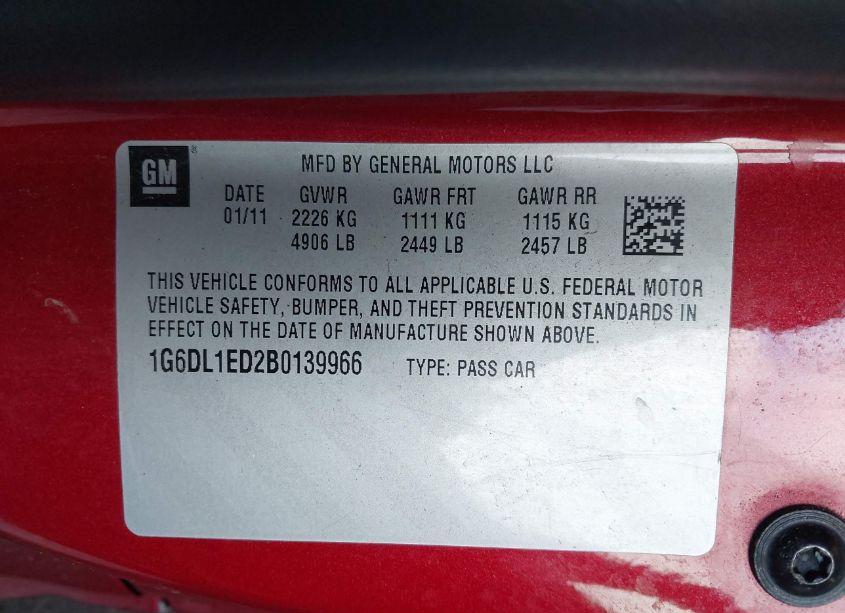 GM
MFD BY GENERAL MOTORS LLC
DATE GVWR GAWR FRT GAWR RR
01/11 2226 KG 1111 KG 1115 KG
4906 LB 2449 LB 2457 LB
THIS VEHICLE CONFORMS TO ALL APPLICABLE U.S. FEDERAL MOTOR
VEHICLE SAFETY, BUMPER, AND THEFT PREVENTION STANDARDS IN
EFFECT ON THE DATE OF MANUFACTURE SHOWN ABOVE.
1G6DL1ED2B0139966 TYPE: PASS CAR